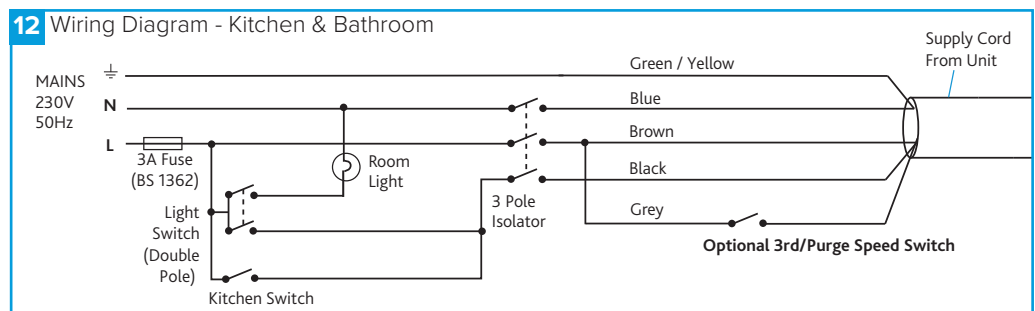 12 Wiring Diagram - Kitchen & Bathroom
Supply Cord
From Unit
MAINS
230V
50Hz
Green / Yellow
N
Blue
L
Brown
3A Fuse
(BS 1362)
Room
Light
Black
Light
Switch
(Double
Pole)
3 Pole
Isolator
Grey
Optional 3rd/Purge Speed Switch
Kitchen Switch